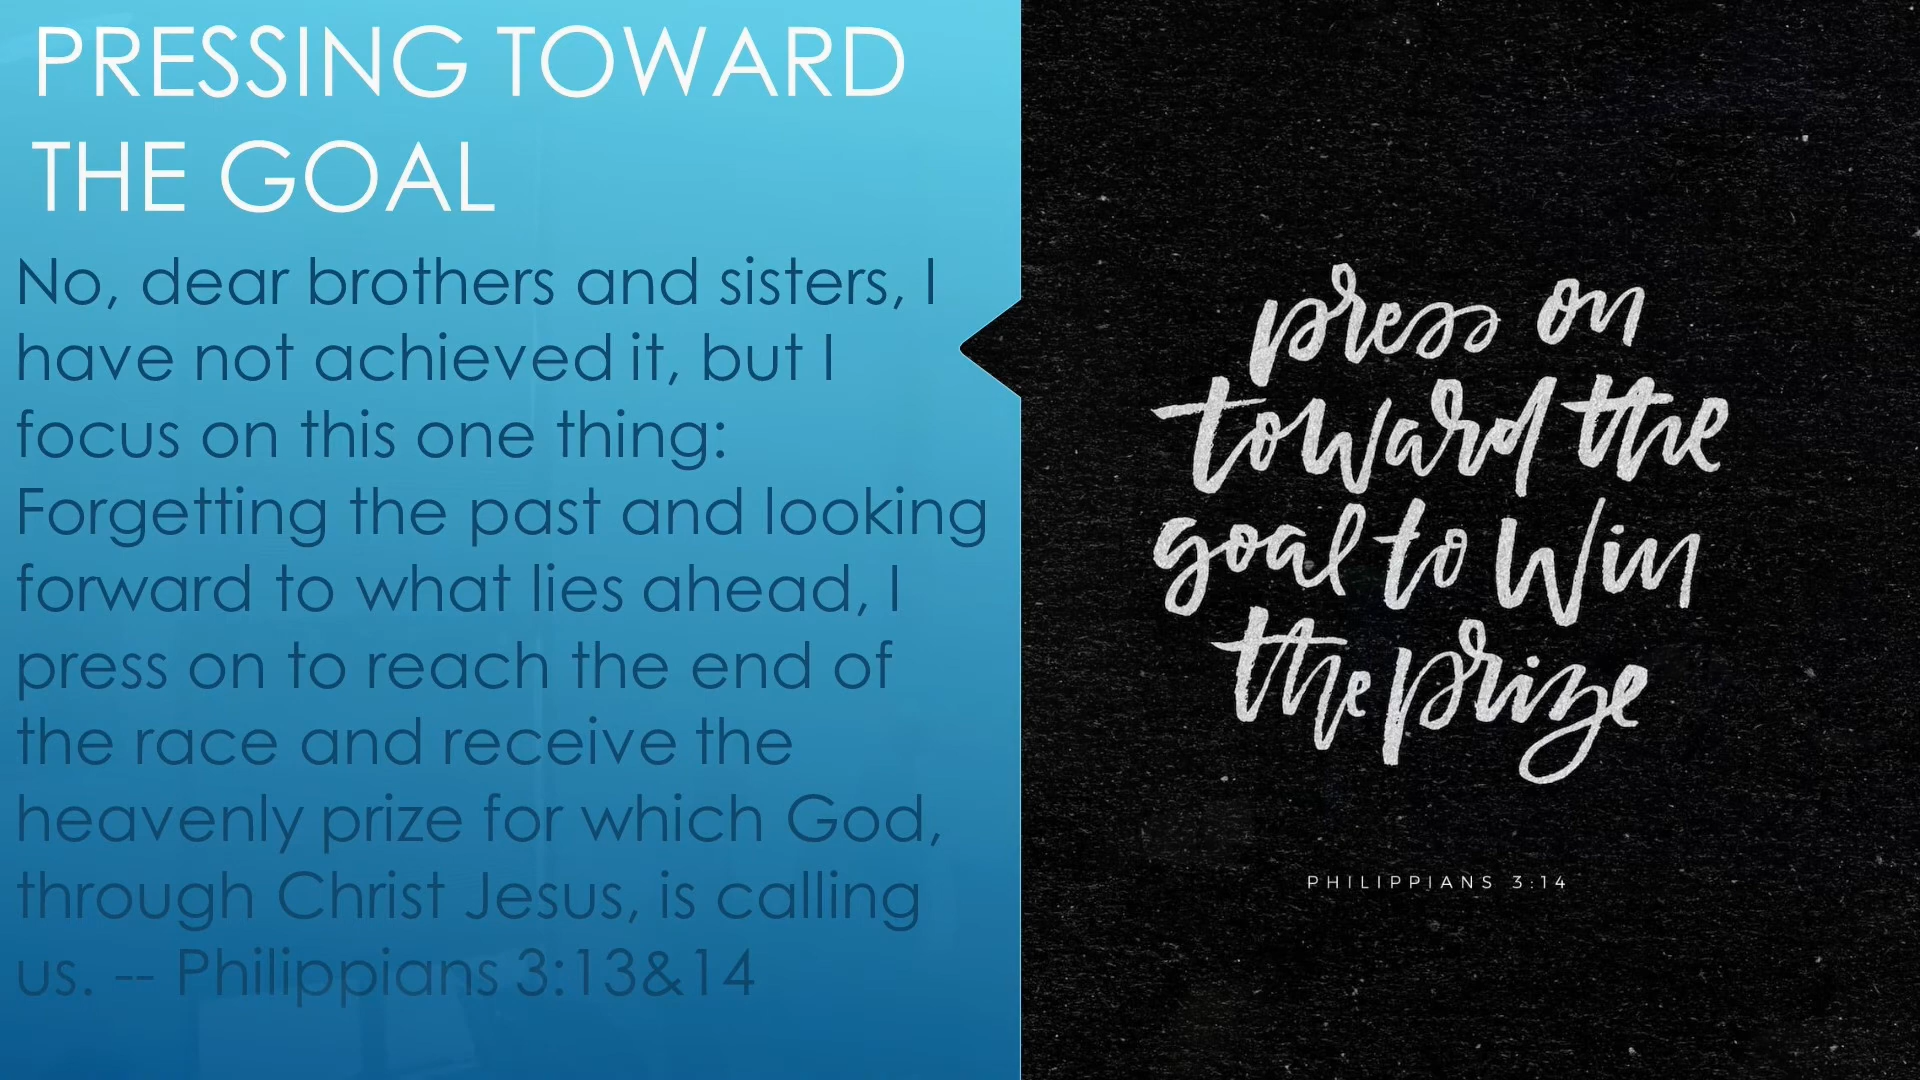 PRESSING TOWARD
THE GOAL
No, dear brothers and sisters, I
have not achieved it, but I
focus on this one thing:
Forgetting the past and looking
forward to what lies ahead, I
press on to reach the end of
the race and receive the
heavenly prize for which God,
through Christ Jesus, is calling
us. -- Philippians 3:13&14
press on
toward the
goal to win
the prize
PHILIPPIANS 3:14